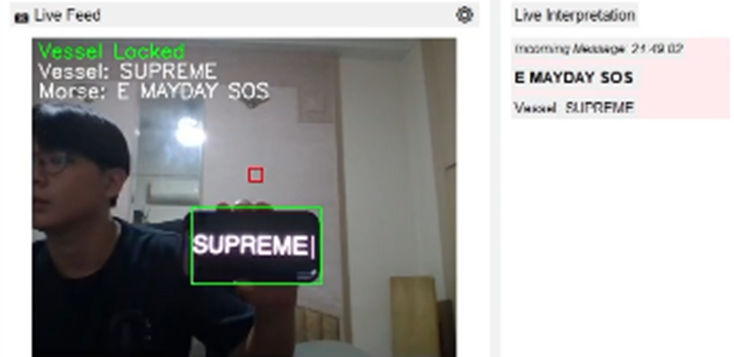 Live Feed
Vessel Locked
Vessel: SUPREME
Morse: E MAYDAY SOS
SUPREME|
Live Interpretation
Incoming Message: 21:49:02
E MAYDAY SOS
Vessel: SUPREME